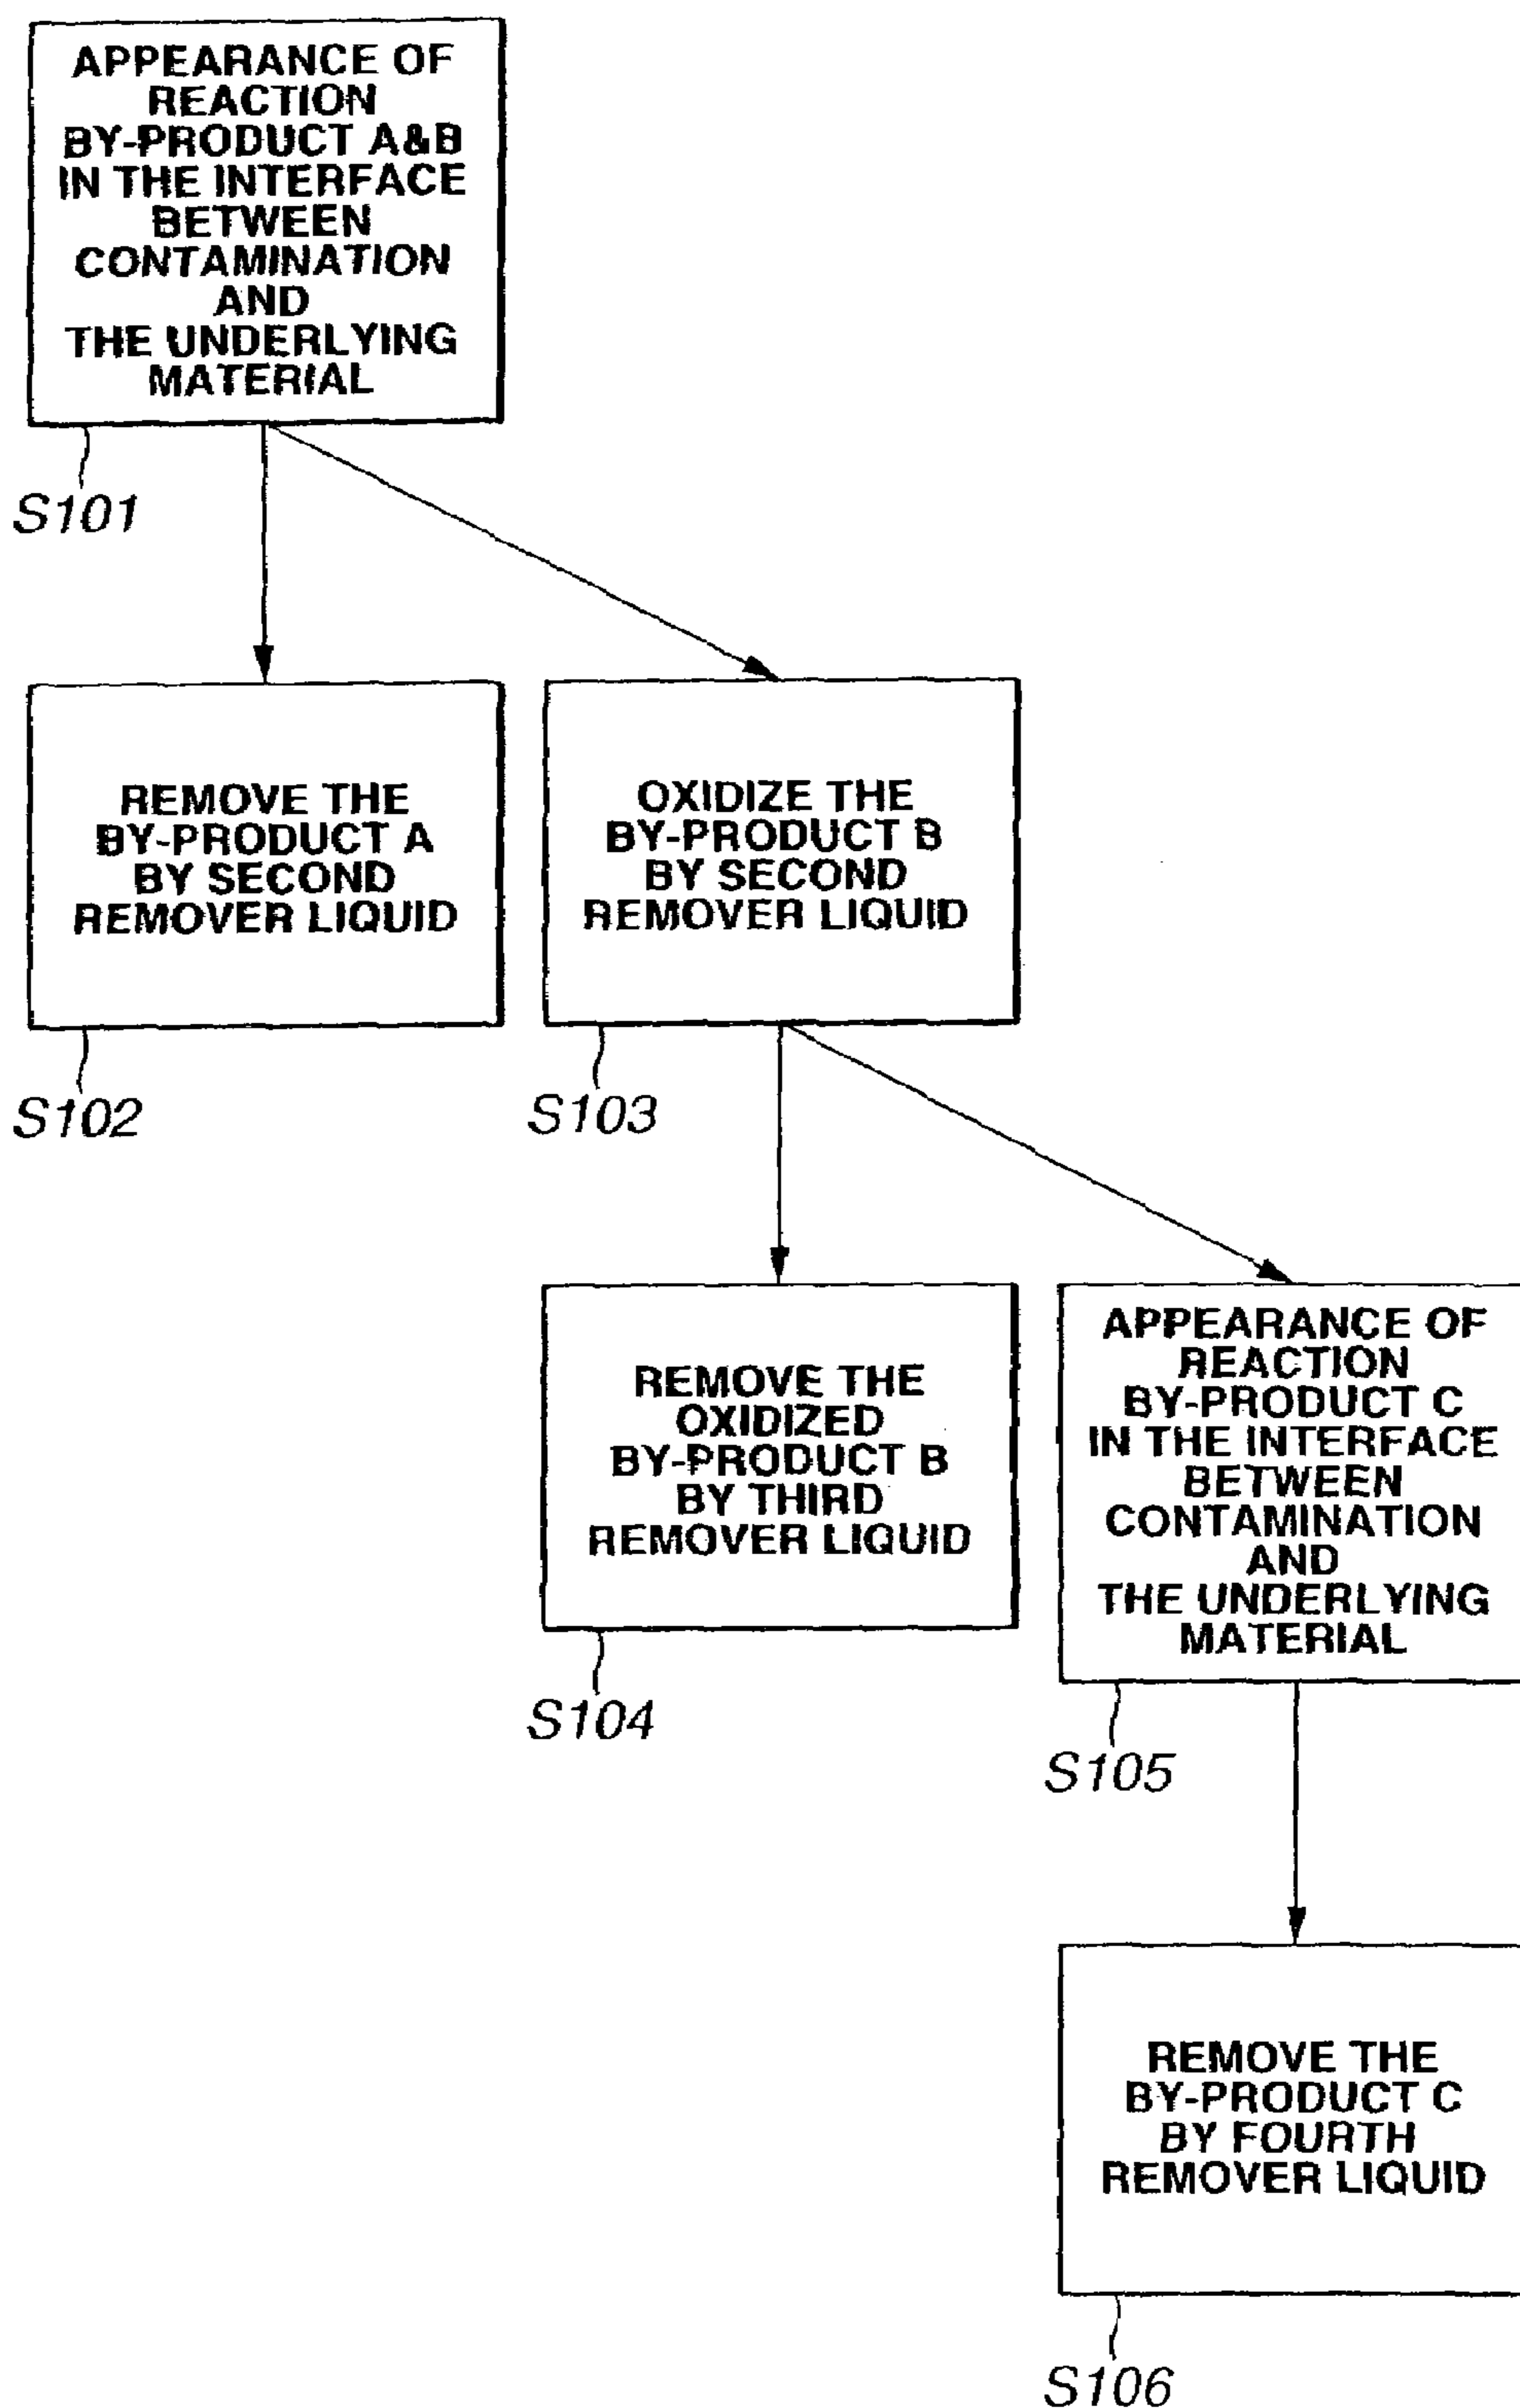 APPEARANCE OF
REACTION
BY-PRODUCT A&B
IN THE INTERFACE
BETWEEN
CONTAMINATION
AND
THE UNDERLYING
MATERIAL
S101
REMOVE THE
BY-PRODUCT A
BY SECOND
REMOVER LIQUID
S102
OXIDIZE THE
BY-PRODUCT B
BY SECOND
REMOVER LIQUID
S103
REMOVE THE
OXIDIZED
BY-PRODUCT B
BY THIRD
REMOVER LIQUID
S104
APPEARANCE OF
REACTION
BY-PRODUCT C
IN THE INTERFACE
BETWEEN
CONTAMINATION
AND
THE UNDERLYING
MATERIAL
S105
REMOVE THE
BY-PRODUCT C
BY FOURTH
REMOVER LIQUID
S106